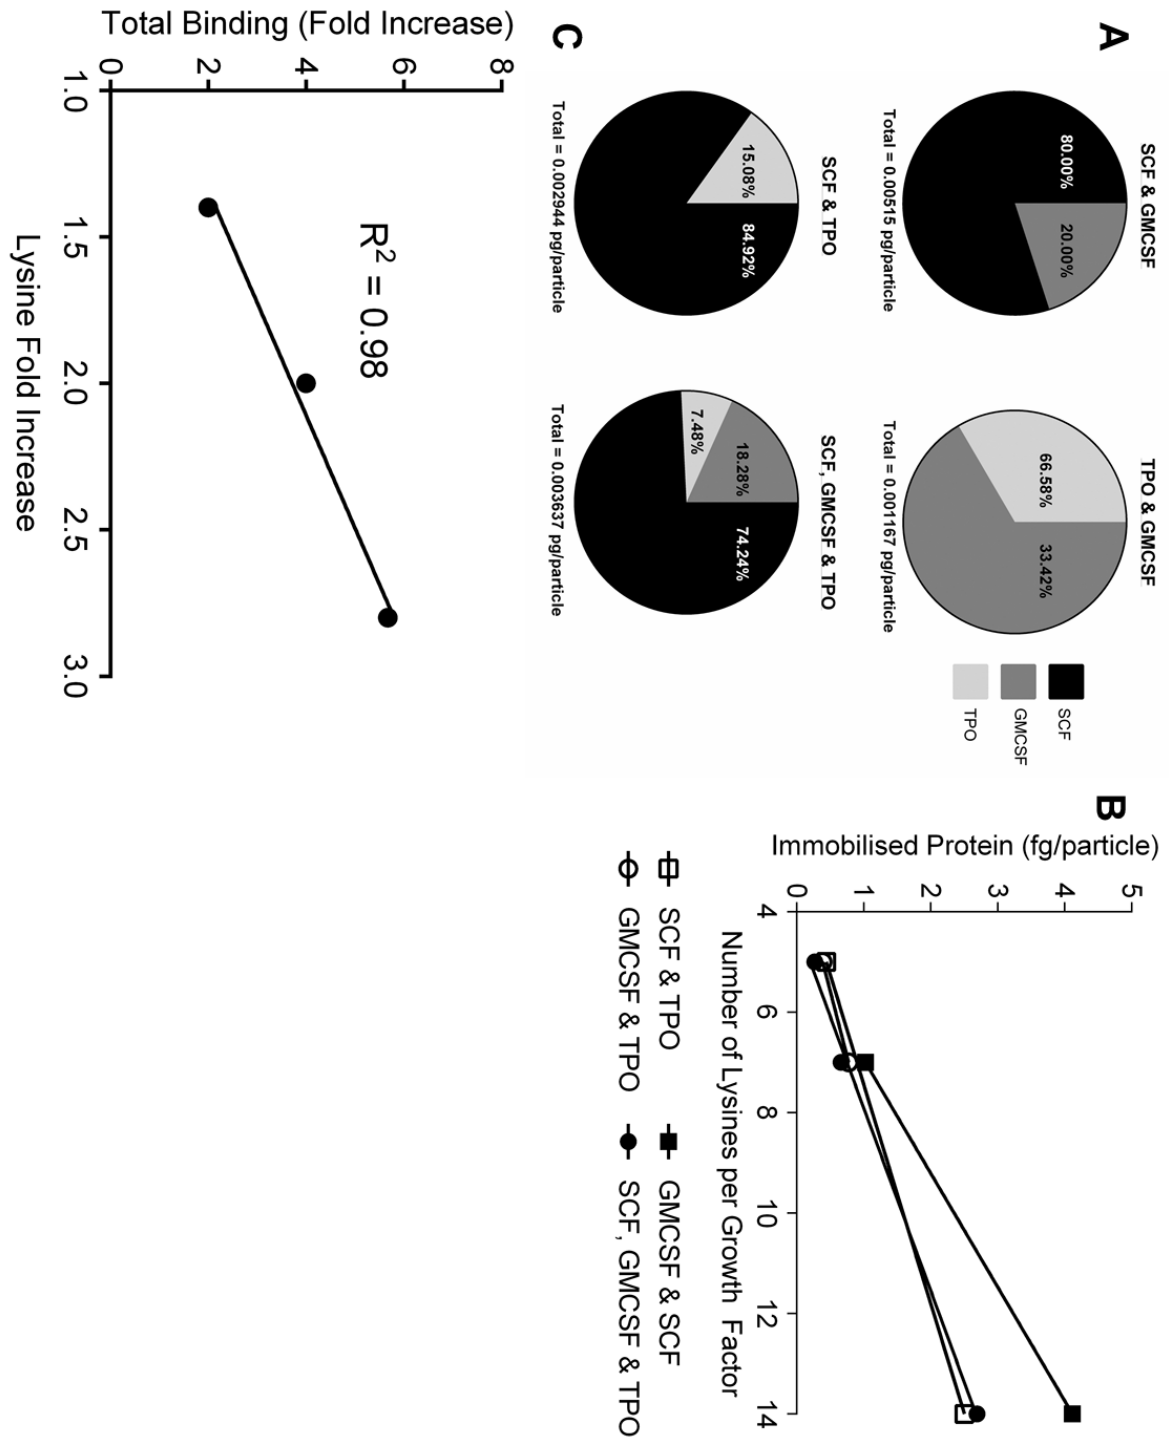 A
SCF & GMCSF
80.00%
20.00%
Total = 0.00515 pg/particle
TPO & GMCSF
66.58%
33.42%
Total = 0.001167 pg/particle
SCF
GMCSF
TPO
SCF & TPO
15.08%
84.92%
Total = 0.002944 pg/particle
SCF, GMCSF & TPO
18.28%
7.48%
74.24%
Total = 0.003637 pg/particle
B
Immobilised Protein (fg/particle)
5
4
3
2
1
0
4 6 8 10 12 14
Number of Lysines per Growth Factor
SCF & TPO
GMCSF & SCF
GMCSF & TPO
SCF, GMCSF & TPO
C
Total Binding (Fold Increase)
8
6
4
2
0
R² = 0.98
1.0 1.5 2.0 2.5 3.0
Lysine Fold Increase